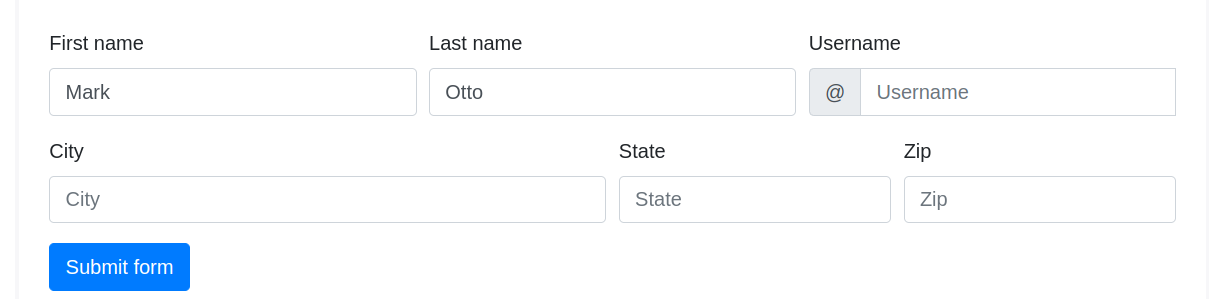 First name Last name Username
Mark Otto @ Username
City State Zip
City State Zip
Submit form